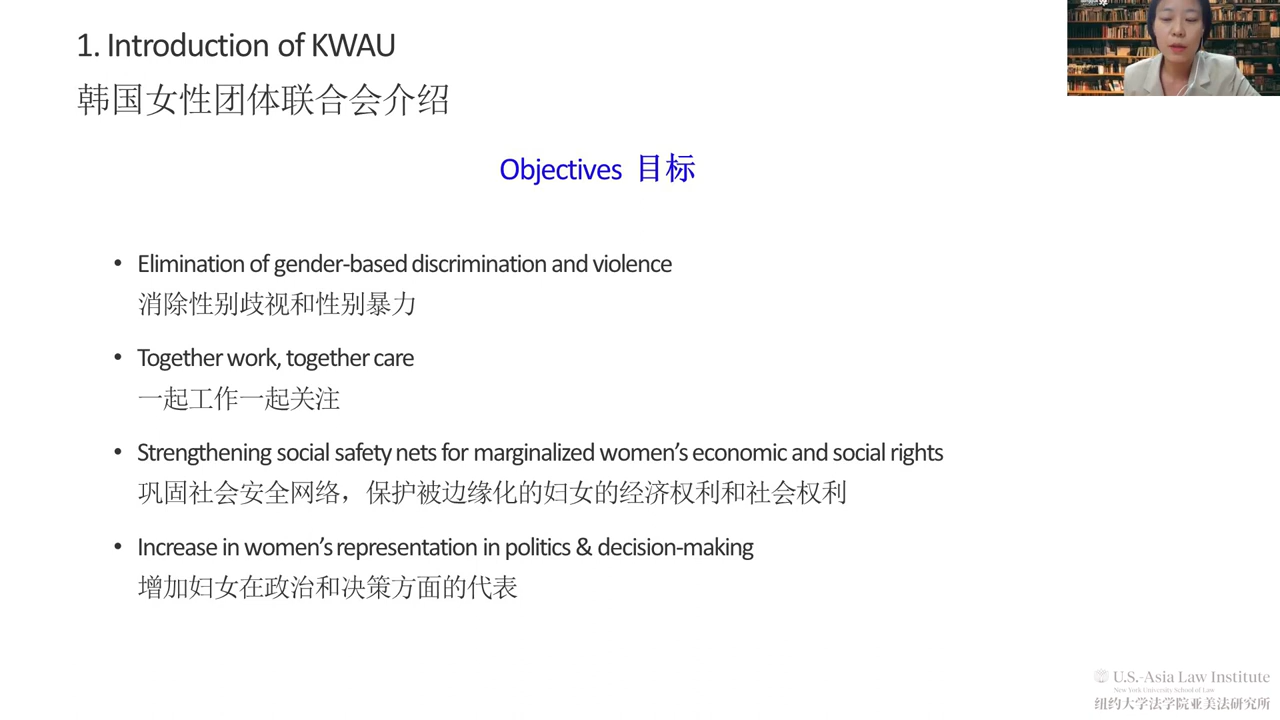 1. Introduction of KWAU
韩国女性团体联合会介绍
Objectives 目标
• Elimination of gender-based discrimination and violence
消除性别歧视和性别暴力
• Together work, together care
一起工作一起关注
• Strengthening social safety nets for marginalized women’s economic and social rights
巩固社会安全网络，保护被边缘化的妇女的经济权利和社会权利
• Increase in women’s representation in politics & decision-making
增加妇女在政治和决策方面的代表
U.S.-Asia Law Institute
New York University School of Law
纽约大学法学院亚美法研究所